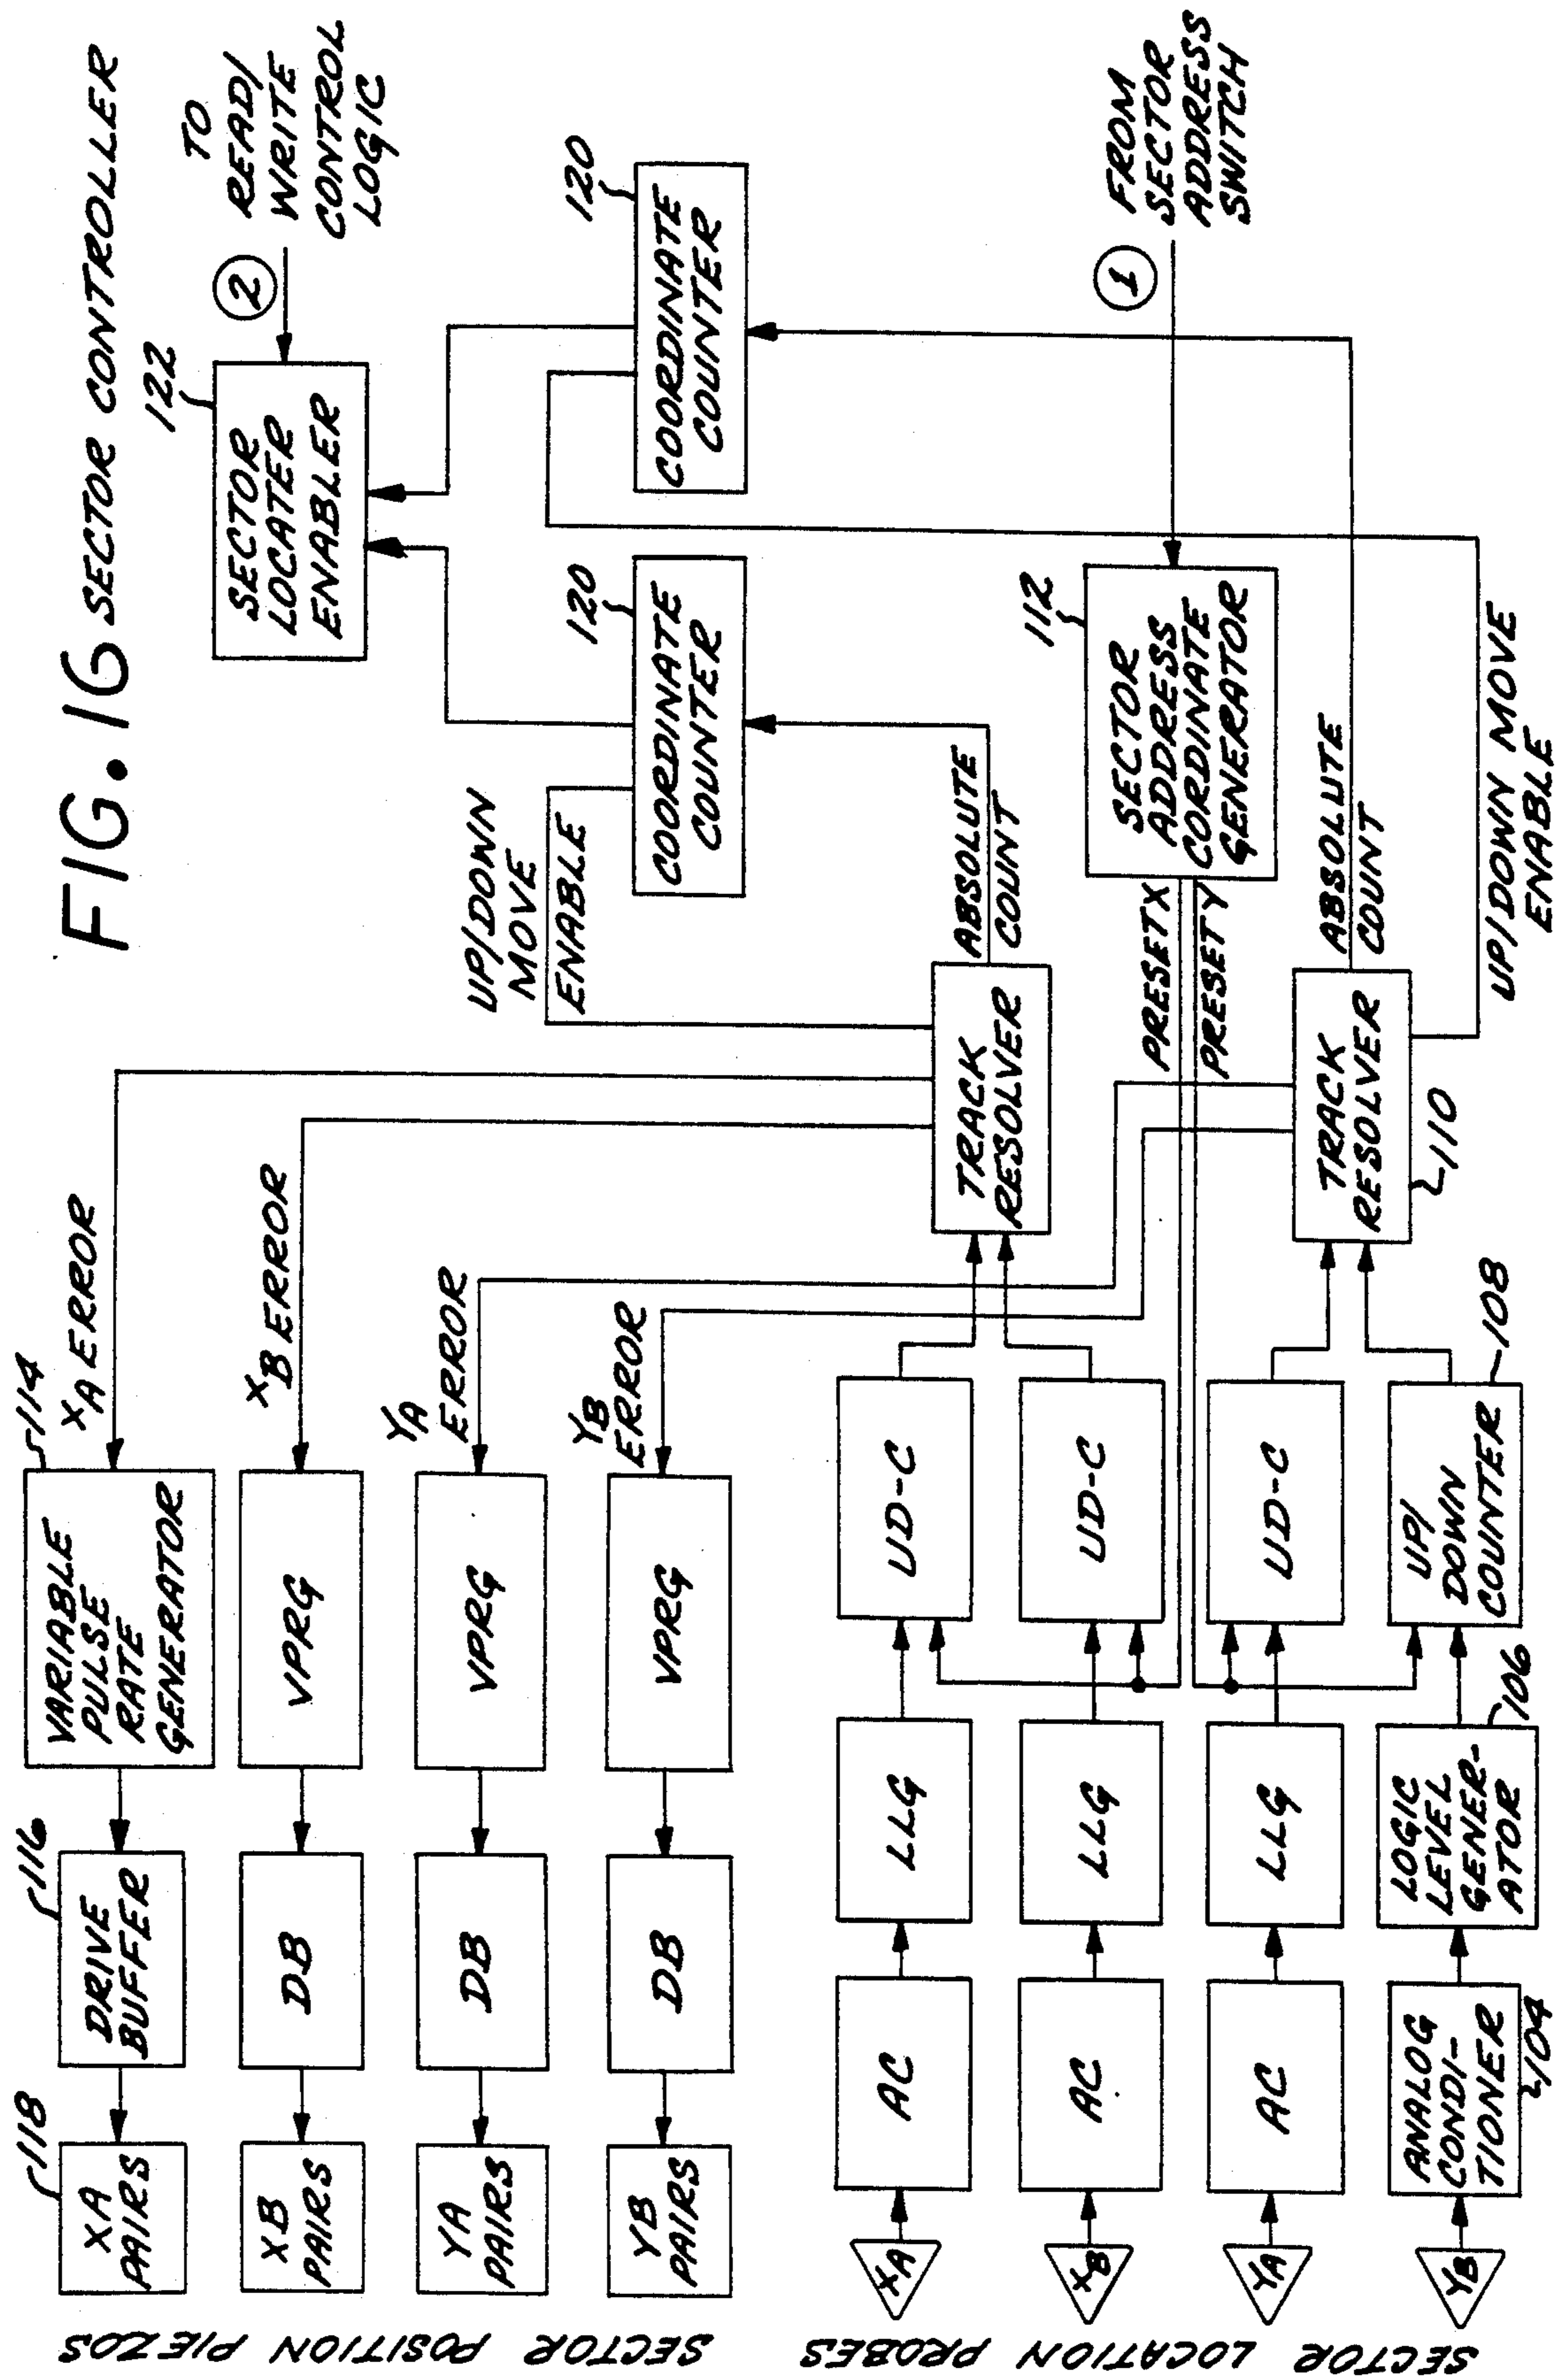 FIG. 16 SECTOR CONTROLLER
SECTOR POSITION PIEZOS
118
XA
PAIRS
116
DRIVE
BUFFER
114
VARIABLE
PULSE
RATE
GENERATOR
XA ERROR
XB
PAIRS
DB
VPRG
XB ERROR
YA
PAIRS
DB
VPRG
YA
ERROR
YB
PAIRS
DB
VPRG
YB
ERROR
122
SECTOR
LOCATER
ENABLER
2
TO
READ/
WRITE
CONTROL
LOGIC
UP/DOWN
MOVE
ENABLE
120
COORDINATE
COUNTER
120
COORDINATE
COUNTER
SECTOR LOCATION PROBES
XA
AC
LLG
UD-C
TRACK
RESOLVER
ABSOLUTE
COUNT
XB
AC
LLG
UD-C
PRESETX
PRESETY
112
SECTOR
ADDRESS
CORDINATE
GENERATOR
1
FROM
SECTOR
ADDRESS
SWITCH
YA
AC
LLG
UD-C
TRACK
RESOLVER
110
ABSOLUTE
COUNT
YB
ANALOG
CONDI-
TIONER
104
LOGIC
LEVEL
GENER-
ATOR
106
UP/
DOWN
COUNTER
108
UP/DOWN MOVE
ENABLE